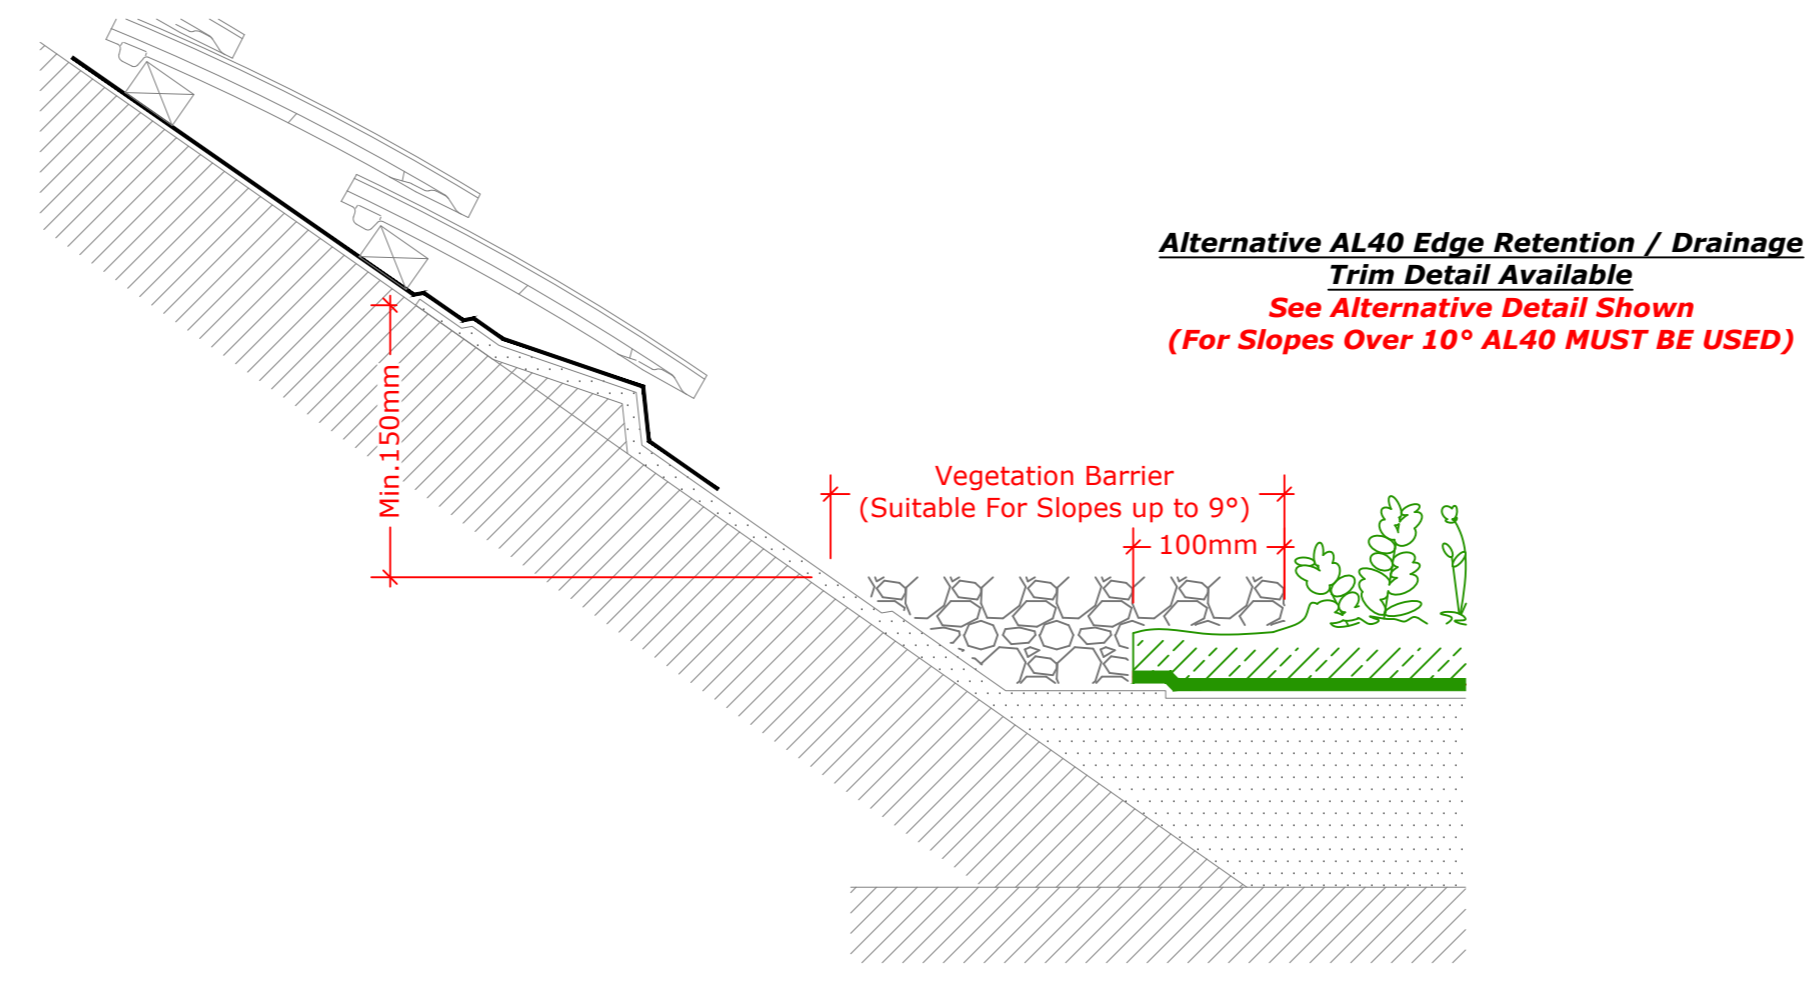 Alternative AL40 Edge Retention / Drainage
Trim Detail Available
See Alternative Detail Shown
(For Slopes Over 10° AL40 MUST BE USED)
Min.150mm
Vegetation Barrier
(Suitable For Slopes up to 9°)
100mm